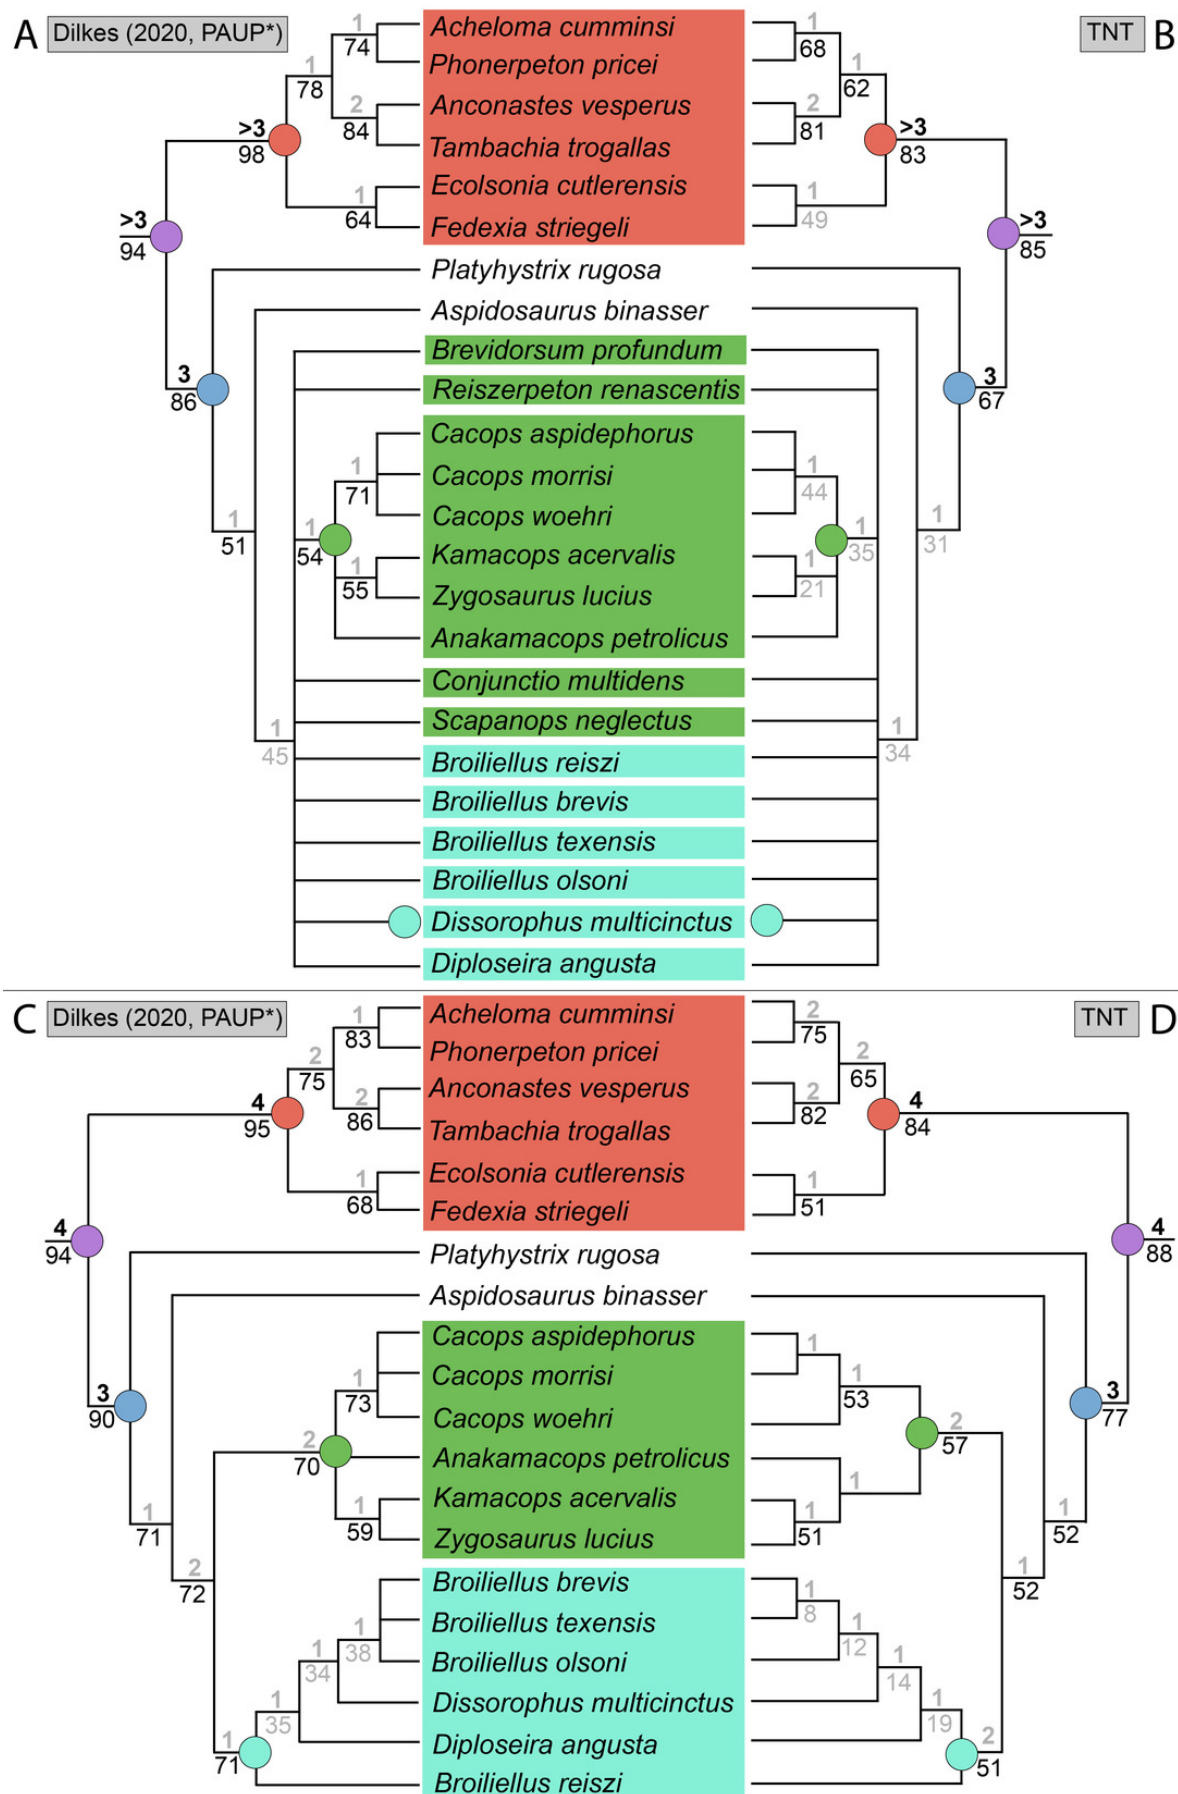 A Dilkes (2020, PAUP*) TNT B
1 Acheloma cumminsi 1
74 68
1 Phonerpeton pricei 1
78 62
2 Anconastes vesperus 2
84 81
>3 >3
98 83
Tambachia trogallas
1 Ecolsonia cutlerensis 1
64 49
Fedexia striegeli
>3 >3
94 85
Platyhystrix rugosa
Aspidosaurus binasser
Brevidorsum profundum
3 3
86 67
Reiszerpeton renascentis
Cacops aspidephorus
1 1
71 44
Cacops morrisi
Cacops woehri
1 1 1 1
51 54 35 31
Kamacops acervalis
1 1
55 21
Zygosaurus lucius
Anakamacops petrolicus
Conjunctio multidens
Scapanops neglectus
1 1
45 34
Broiliellus reiszi
Broiliellus brevis
Broiliellus texensis
Broiliellus olsoni
Dissorophus multicinctus
Diploseira angusta
C Dilkes (2020, PAUP*) TNT D
Acheloma cumminsi
1 2
83 75
Phonerpeton pricei
2 2
75 65
Anconastes vesperus
2 2
86 82
4 4
95 84
Tambachia trogallas
Ecolsonia cutlerensis
1 1
68 51
Fedexia striegeli
4 4
94 88
Platyhystrix rugosa
Aspidosaurus binasser
Cacops aspidephorus
1
Cacops morrisi
1 1
73 53
3 3
90 77
Cacops woehri
2 2
70 57
Anakamacops petrolicus
1
Kamacops acervalis
1 1
59 51
Zygosaurus lucius
1 1
71 52
2 1
72 52
Broiliellus brevis
1
8
Broiliellus texensis
1 1
38 12
Broiliellus olsoni
1 1
34 14
Dissorophus multicinctus
1 1
35 19
Diploseira angusta
1 2
71 51
Broiliellus reiszi